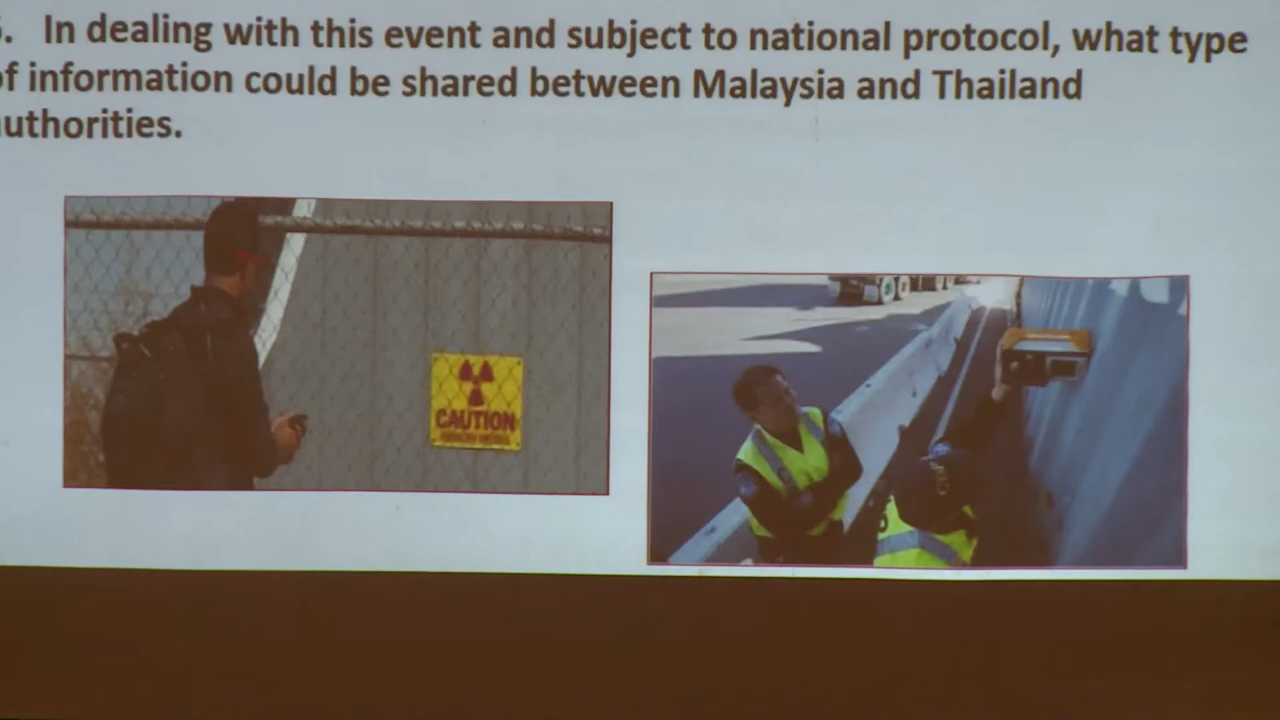 . In dealing with this event and subject to national protocol, what type
of information could be shared between Malaysia and Thailand
uthorities.
CAUTION